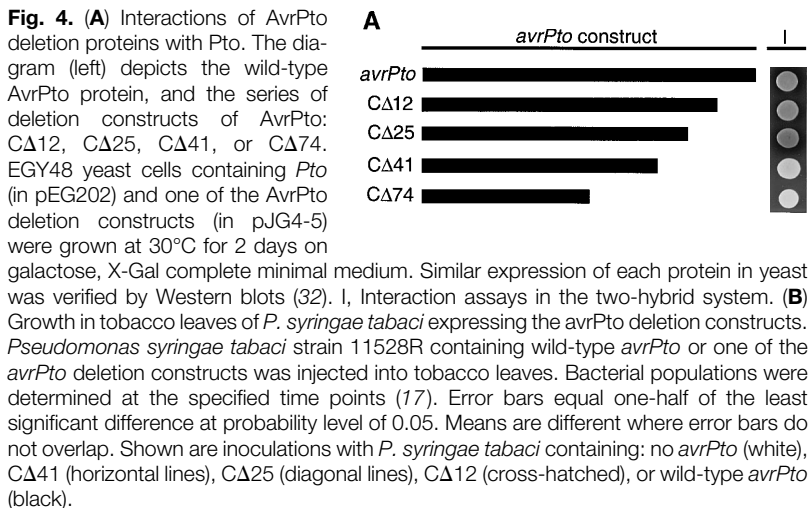 Fig. 4. (A) Interactions of AvrPto
deletion proteins with Pto. The dia-
gram (left) depicts the wild-type
AvrPto protein, and the series of
deletion constructs of AvrPto:
CΔ12, CΔ25, CΔ41, or CΔ74.
EGY48 yeast cells containing Pto
(in pEG202) and one of the AvrPto
deletion constructs (in pJG4-5)
were grown at 30°C for 2 days on
galactose, X-Gal complete minimal medium. Similar expression of each protein in yeast
was verified by Western blots (32). I, Interaction assays in the two-hybrid system. (B)
Growth in tobacco leaves of P. syringae tabaci expressing the avrPto deletion constructs.
Pseudomonas syringae tabaci strain 11528R containing wild-type avrPto or one of the
avrPto deletion constructs was injected into tobacco leaves. Bacterial populations were
determined at the specified time points (17). Error bars equal one-half of the least
significant difference at probability level of 0.05. Means are different where error bars do
not overlap. Shown are inoculations with P. syringae tabaci containing: no avrPto (white),
CΔ41 (horizontal lines), CΔ25 (diagonal lines), CΔ12 (cross-hatched), or wild-type avrPto
(black).
A
avrPto construct
I
avrPto
CΔ12
CΔ25
CΔ41
CΔ74